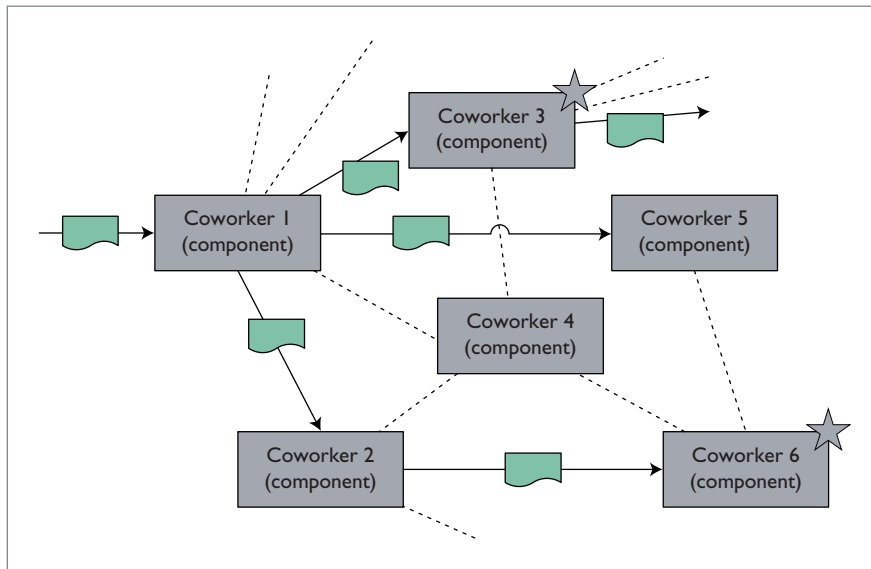 Coworker 3
(component)
Coworker 1
(component)
Coworker 5
(component)
Coworker 4
(component)
Coworker 2
(component)
Coworker 6
(component)